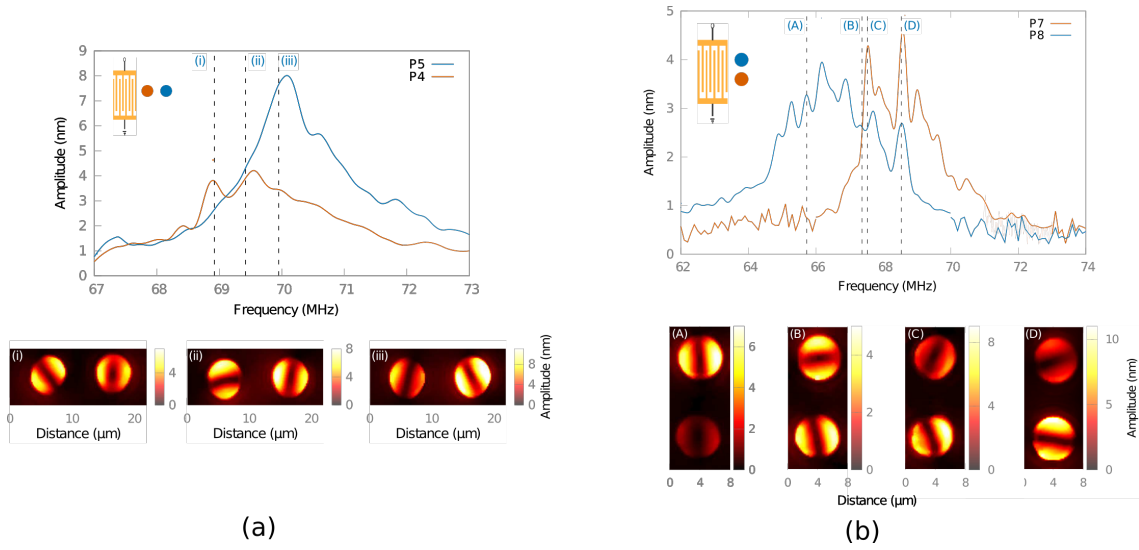 (i)
(ii)
(iii)
P5
P4
9
8
7
6
5
4
3
2
1
0
Amplitude (nm)
67
68
69
70
71
72
73
Frequency (MHz)
(i)
8
4
0
(ii)
8
4
0
(iii)
8
4
0
Amplitude (nm)
0
10
20
0
10
20
0
10
20
Distance (μm)
Distance (μm)
Distance (μm)
(a)
(A)
(B)
(C)
(D)
P7
P8
5
4
3
2
1
0
Amplitude (nm)
62
64
66
68
70
72
74
Frequency (MHz)
(A)
6
4
2
0
(B)
4
2
0
(C)
8
6
4
2
0
(D)
10
5
0
Amplitude (nm)
0 4 8
0 4 8
0 4 8
0 4 8
Distance (μm)
(b)